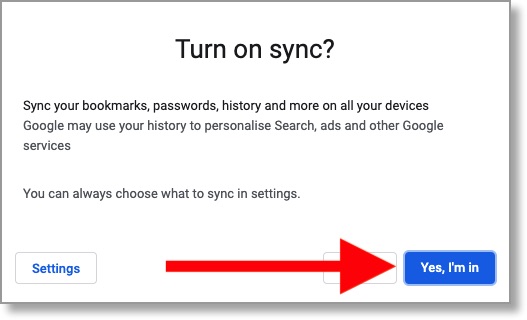 Turn on sync?
Sync your bookmarks, passwords, history and more on all your devices
Google may use your history to personalise Search, ads and other Google
services
You can always choose what to sync in settings.
Settings
Yes, I'm in